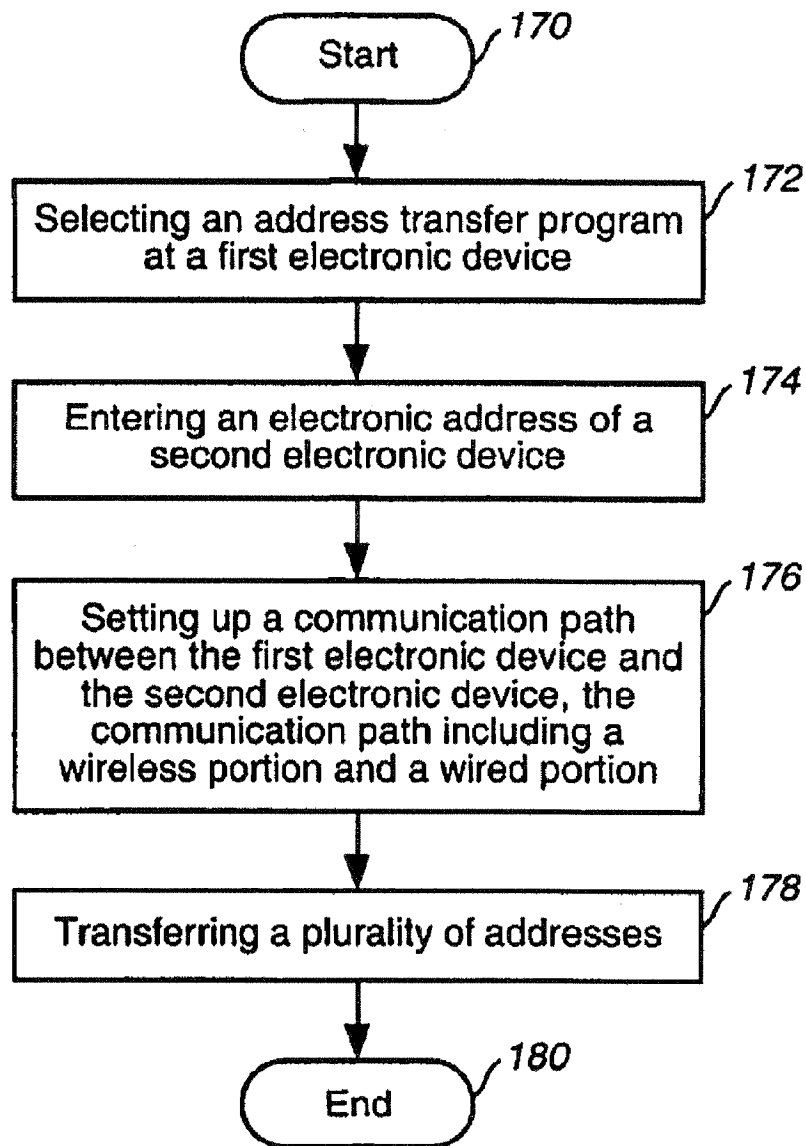 Start
170
172
Selecting an address transfer program
at a first electronic device
174
Entering an electronic address of a
second electronic device
176
Setting up a communication path
between the first electronic device and
the second electronic device, the
communication path including a
wireless portion and a wired portion
178
Transferring a plurality of addresses
180
End